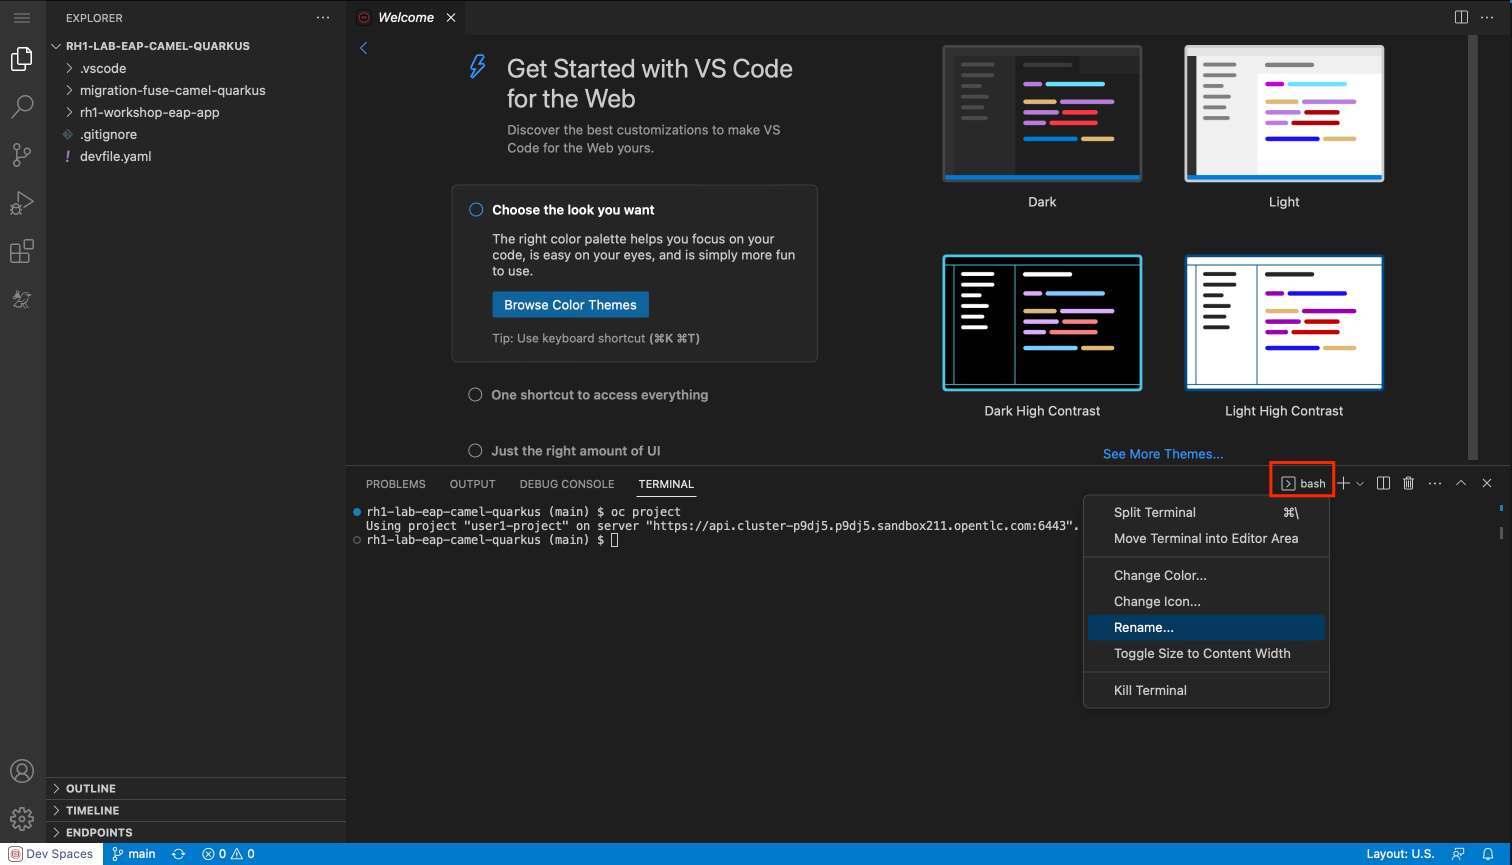 EXPLORER
RH1-LAB-EAP-CAMEL-QUARKUS
.vscode
migration-fuse-camel-quarkus
rh1-workshop-eap-app
.gitignore
! devfile.yaml
OUTLINE
TIMELINE
ENDPOINTS
Welcome
Get Started with VS Code
for the Web
Discover the best customizations to make VS
Code for the Web yours.
Choose the look you want
The right color palette helps you focus on your
code, is easy on your eyes, and is simply more fun
to use.
Browse Color Themes
Tip: Use keyboard shortcut (⌘K ⌘T)
One shortcut to access everything
Just the right amount of UI
Dark
Light
Dark High Contrast
Light High Contrast
See More Themes...
PROBLEMS
OUTPUT
DEBUG CONSOLE
TERMINAL
bash
rh1-lab-eap-camel-quarkus (main) $ oc project
Using project "user1-project" on server "https://api.cluster-p9dj5.p9dj5.sandbox211.opentlc.com:6443".
rh1-lab-eap-camel-quarkus (main) $
Split Terminal ⌘\
Move Terminal into Editor Area
Change Color...
Change Icon...
Rename...
Toggle Size to Content Width
Kill Terminal
Dev Spaces
main
0
0
Layout: U.S.